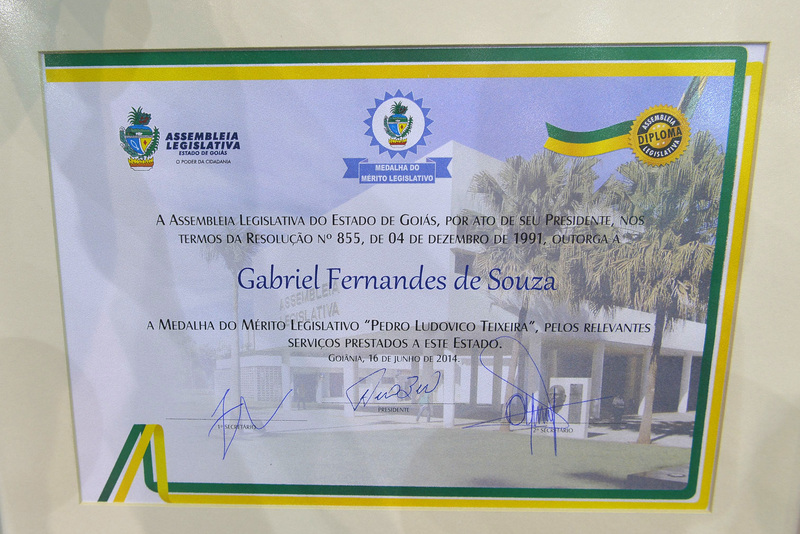 ASSEMBLEIA
LEGISLATIVA
ESTADO DE GOIÁS
O PODER DA CIDADANIA
MEDALHA DO
MÉRITO LEGISLATIVO
ASSEMBLEIA
DIPLOMA
LEGISLATIVA
A ASSEMBLEIA LEGISLATIVA DO ESTADO DE GOIÁS, POR ATO DE SEU PRESIDENTE, NOS
TERMOS DA RESOLUÇÃO Nº 855, DE 04 DE DEZEMBRO DE 1991, OUTORGA À
Gabriel Fernandes de Souza
ASSEMBLEIA
LEGISLATIVA
A MEDALHA DO MÉRITO LEGISLATIVO "PEDRO LUDOVICO TEIXEIRA", PELOS RELEVANTES
SERVIÇOS PRESTADOS A ESTE ESTADO.
GOIÂNIA, 16 DE JUNHO DE 2014.
1º SECRETÁRIO
PRESIDENTE
2º SECRETÁRIO